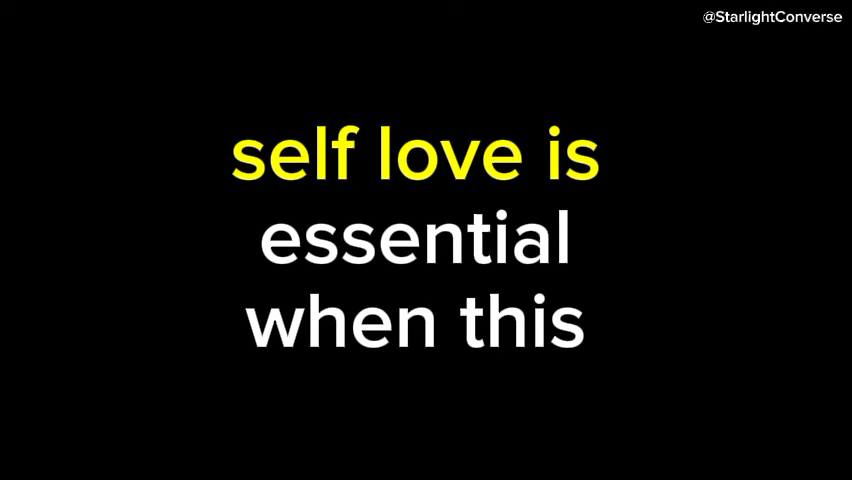 @StarlightConverse
self love is
essential
when this